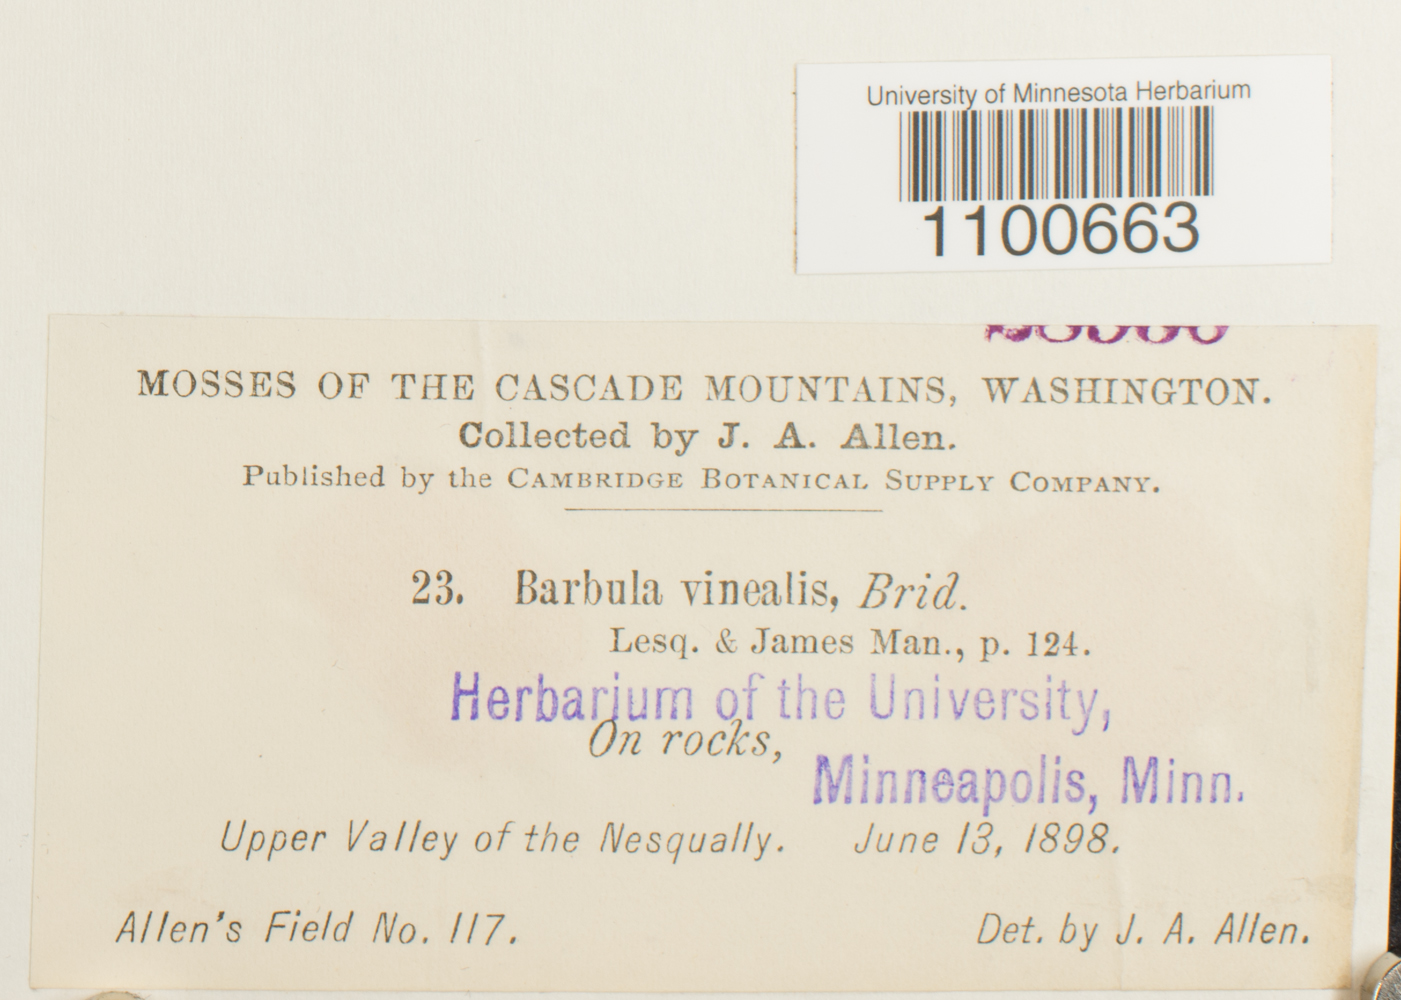 University of Minnesota Herbarium
1100663
MOSSES OF THE CASCADE MOUNTAINS, WASHINGTON.
Collected by J. A. Allen.
Published by the CAMBRIDGE BOTANICAL SUPPLY COMPANY.
23. Barbula vinealis, Brid.
Lesq. & James Man., p. 124.
Herbarium of the University,
On rocks,
Minneapolis, Minn.
Upper Valley of the Nesqually. June 13, 1898.
Allen's Field No. 117.
Det. by J. A. Allen.